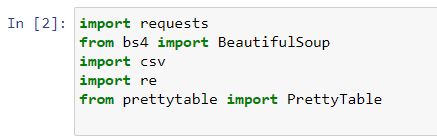 In [2]: import requests
from bs4 import BeautifulSoup
import csv
import re
from prettytable import PrettyTable